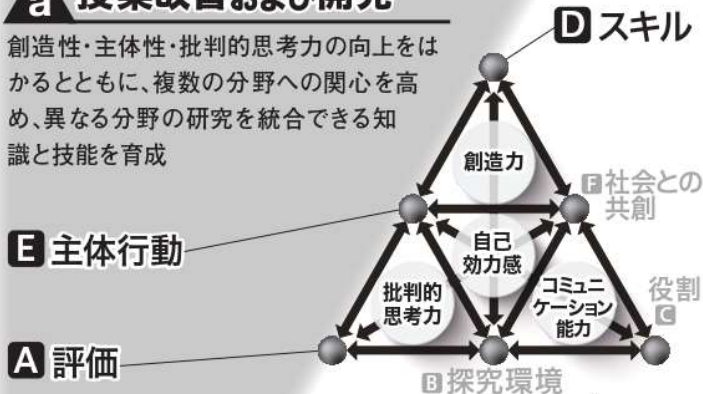 a 授業改善および開発
創造性・主体性・批判的思考力の向上をは
かるとともに、複数の分野への関心を高
め、異なる分野の研究を統合できる知
識と技能を育成
D スキル
創造力
F 社会との
共創
E 主体行動
自己
効力感
批判的
思考力
コミュニ
ケーション
能力
役割
C
A 評価
B 探究環境